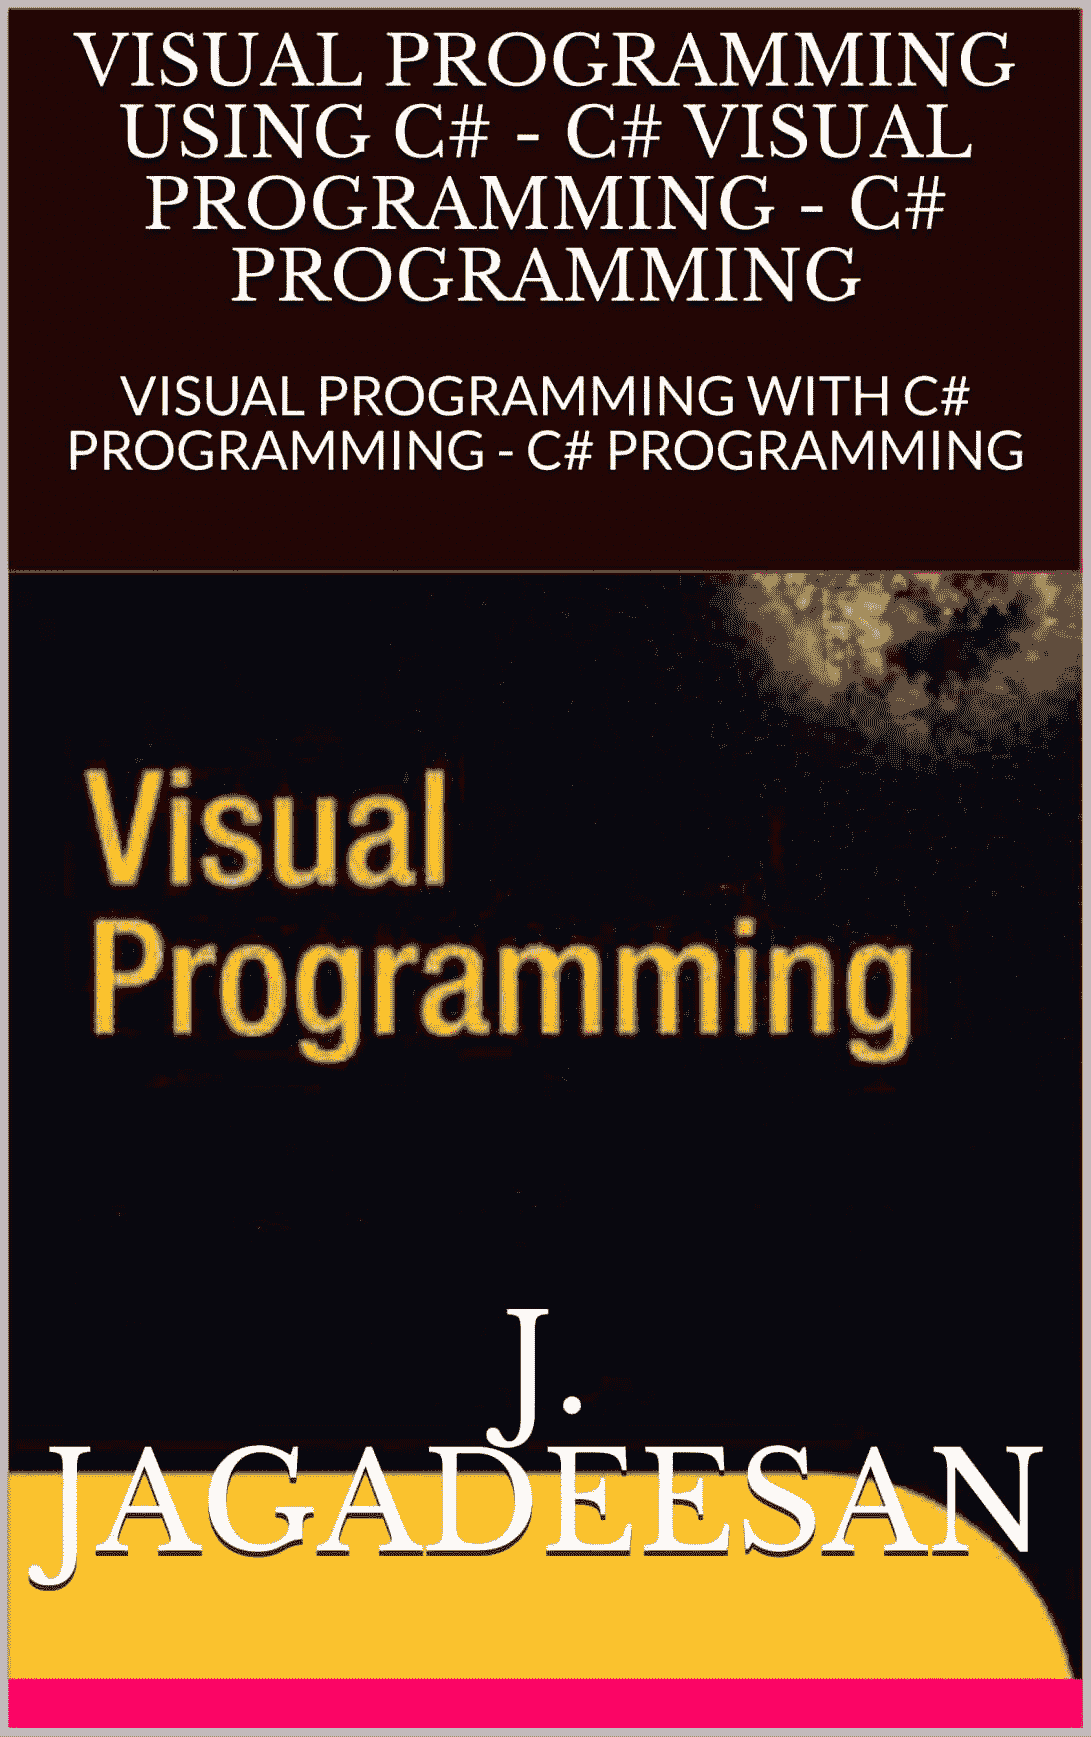 VISUAL PROGRAMMING
USING C# - C# VISUAL
PROGRAMMING - C#
PROGRAMMING
VISUAL PROGRAMMING WITH C#
PROGRAMMING - C# PROGRAMMING
Visual
Programming
J.
JAGADEESAN